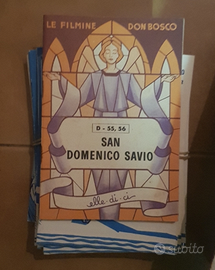 LE FILMINE DON BOSCO
D - 55, 56
SAN
DOMENICO SAVIO
elle·di·ci
subito